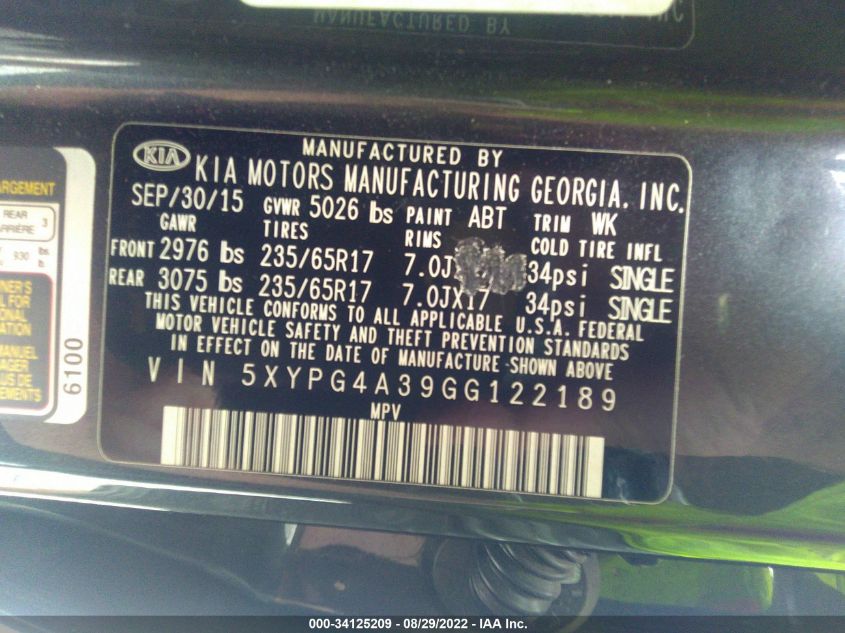 MANUFACTURED BY
KIA
KIA MOTORS MANUFACTURING GEORGIA, INC.
SEP/30/15 GVWR 5026 lbs PAINT ABT TRIM WK
GAWR TIRES RIMS COLD TIRE INFL
FRONT 2976 lbs 235/65R17 7.0J 34psi SINGLE
REAR 3075 lbs 235/65R17 7.0JX17 34psi SINGLE
THIS VEHICLE CONFORMS TO ALL APPLICABLE U.S.A. FEDERAL
MOTOR VEHICLE SAFETY AND THEFT PREVENTION STANDARDS
IN EFFECT ON THE DATE OF MANUFACTURE SHOWN ABOVE
VIN 5XYPG4A39GG122189
MPV
REAR 3
930
MANUEL
6100
000-34125209 - 08/29/2022 - IAA Inc.